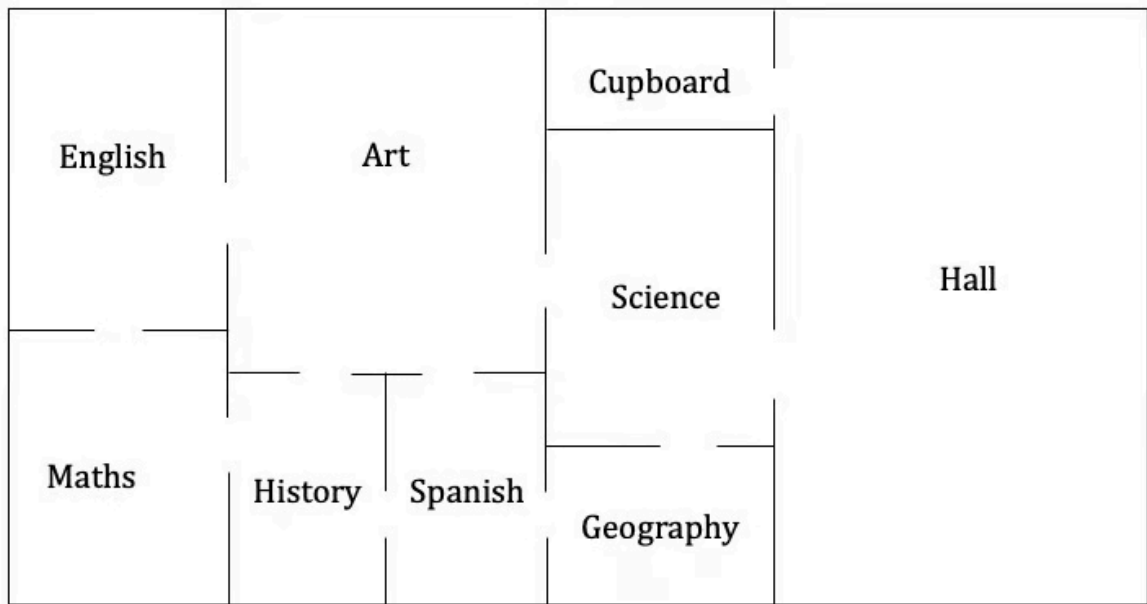 Cupboard
English
Art
Hall
Science
Maths
History
Spanish
Geography